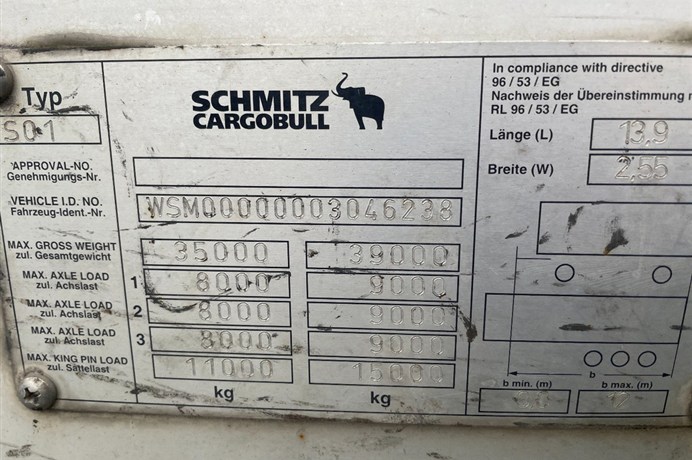 Typ
S01
SCHMITZ
CARGOBULL
In compliance with directive
96 / 53 / EG
Nachweis der Übereinstimmung
RL 96 / 53 / EG
Länge (L) 13,9
Breite (W) 2,55
APPROVAL-NO.
Genehmigungs-Nr.
VEHICLE I.D. NO. WSM00000003046238
Fahrzeug-Ident.-Nr.
MAX. GROSS WEIGHT 35000 39000
zul. Gesamtgewicht
MAX. AXLE LOAD 1 8000 9000
zul. Achslast
MAX. AXLE LOAD 2 8000 9000
zul. Achslast
MAX. AXLE LOAD 3 8000 9000
zul. Achslast
MAX. KING PIN LOAD 11000 15000
zul. Sattellast
kg kg
b
b min. (m) b max. (m)
12